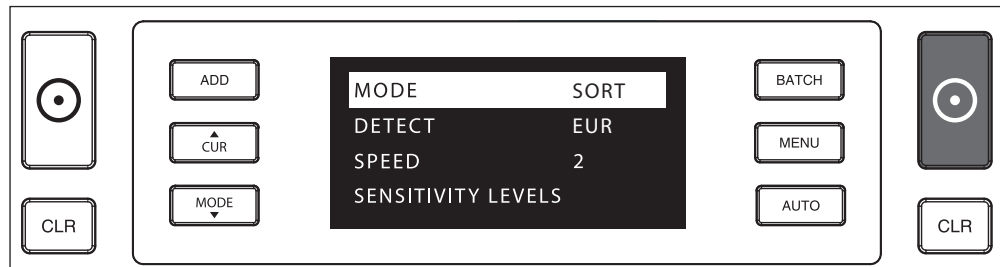 ADD
CUR
MODE
CLR
MODE SORT
DETECT EUR
SPEED 2
SENSITIVITY LEVELS
BATCH
MENU
AUTO
CLR